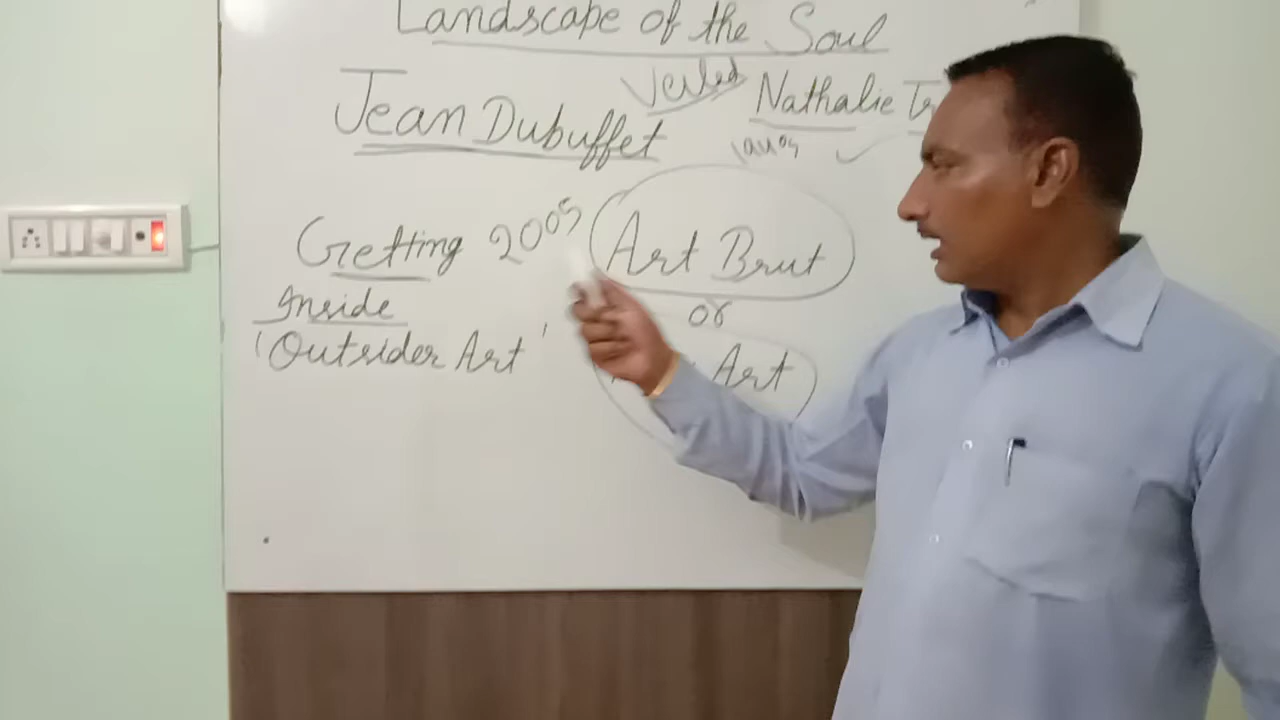 Landscape of the Soul
Jean Dubuffet
Nathalie
Getting 2005
Inside
'Outsider Art'
Art Brut
or
Art